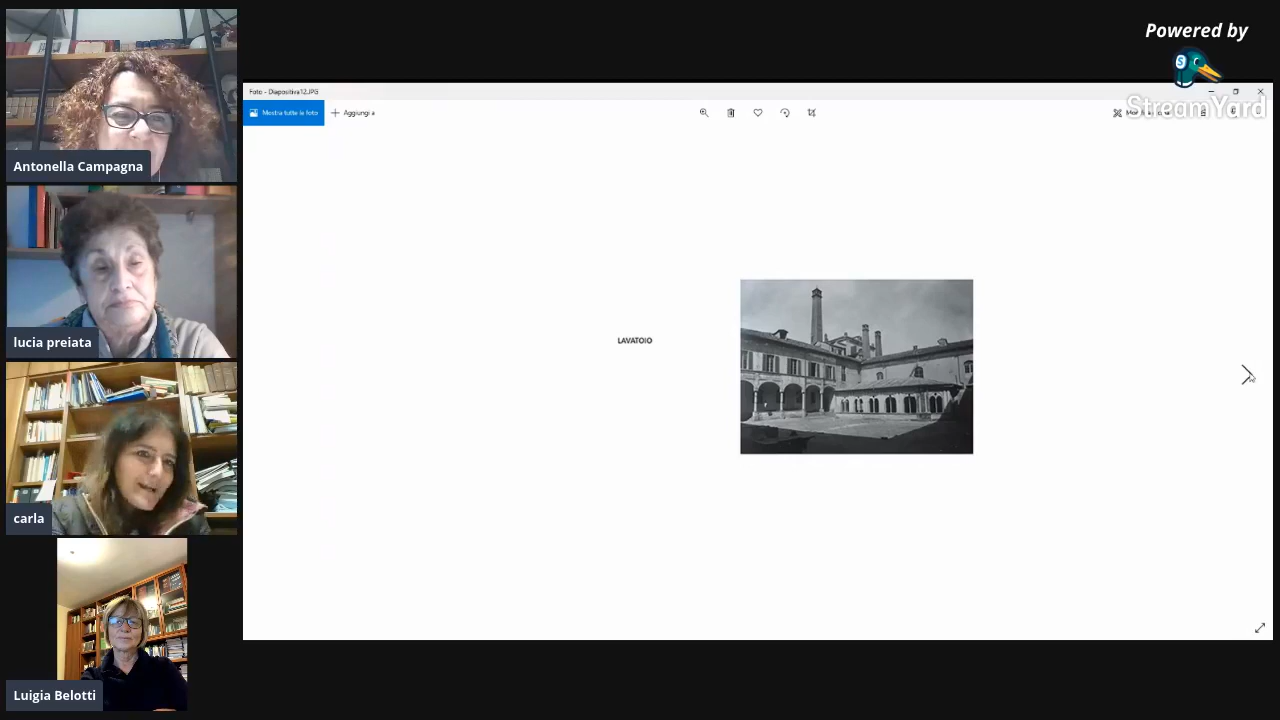 Powered by
StreamYard
Antonella Campagna
lucia preiata
carla
Luigia Belotti
Foto - Diapositiva12.JPG
Mostra tutte le foto
Aggiungi a
LAVATOIO